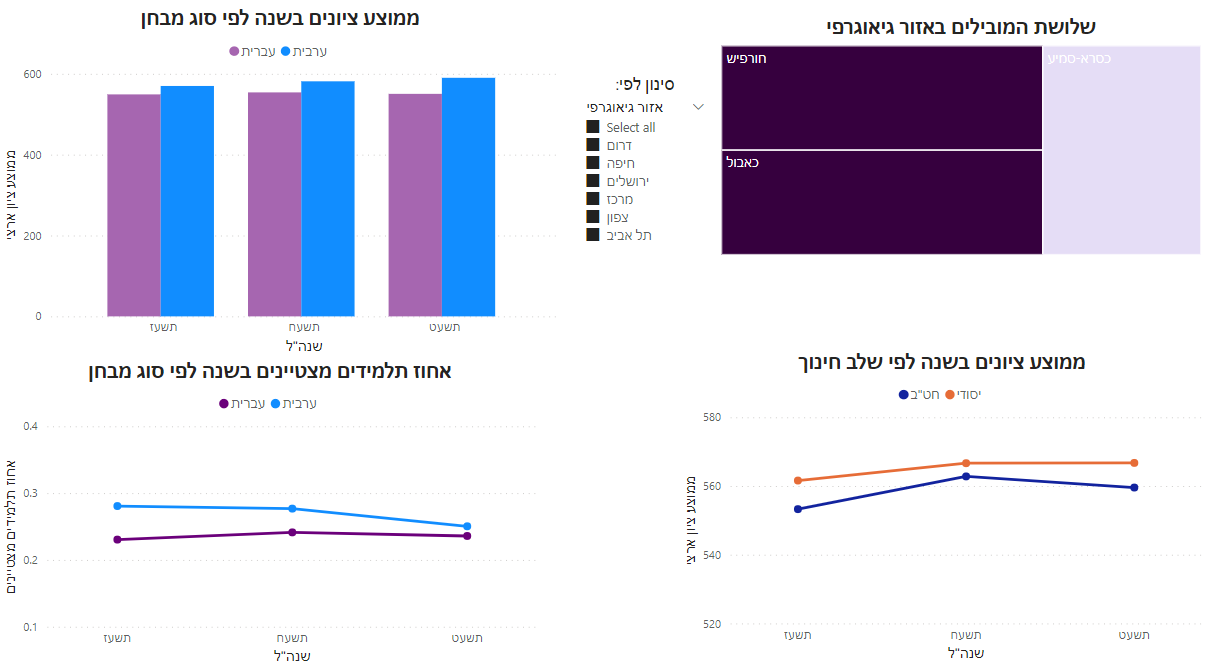 ממוצע ציונים בשנה לפי סוג מבחן
עברית ערבית
600
400
200
0
ממוצע ציון ארצי
תשעז תשעח תשעט
שנה"ל
סינון לפי:
אזור גיאוגרפי
Select all
דרום
חיפה
ירושלים
מרכז
צפון
תל אביב
שלושת המובילים באזור גיאוגרפי
חורפיש
כסרא-סמיע
כאבול
אחוז תלמידים מצטיינים בשנה לפי סוג מבחן
עברית ערבית
0.4
0.3
0.2
0.1
אחוז תלמידים מצטיינים
תשעז תשעח תשעט
שנה"ל
ממוצע ציונים בשנה לפי שלב חינוך
חט"ב יסודי
580
560
540
520
ממוצע ציון ארצי
תשעז תשעח תשעט
שנה"ל